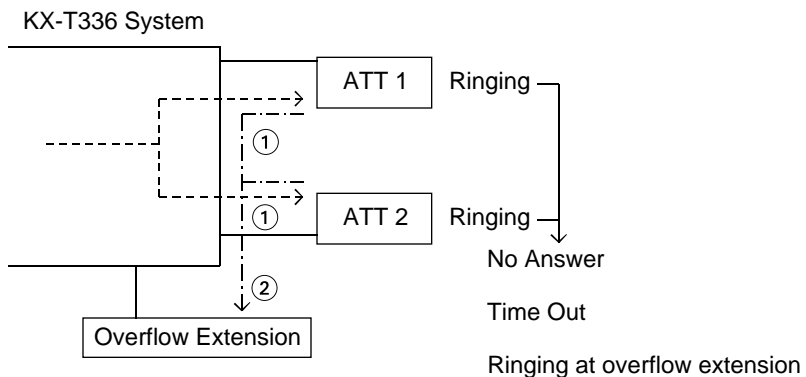 KX-T336 System
ATT 1
Ringing
①
①
ATT 2
Ringing
No Answer
②
Time Out
Overflow Extension
Ringing at overflow extension